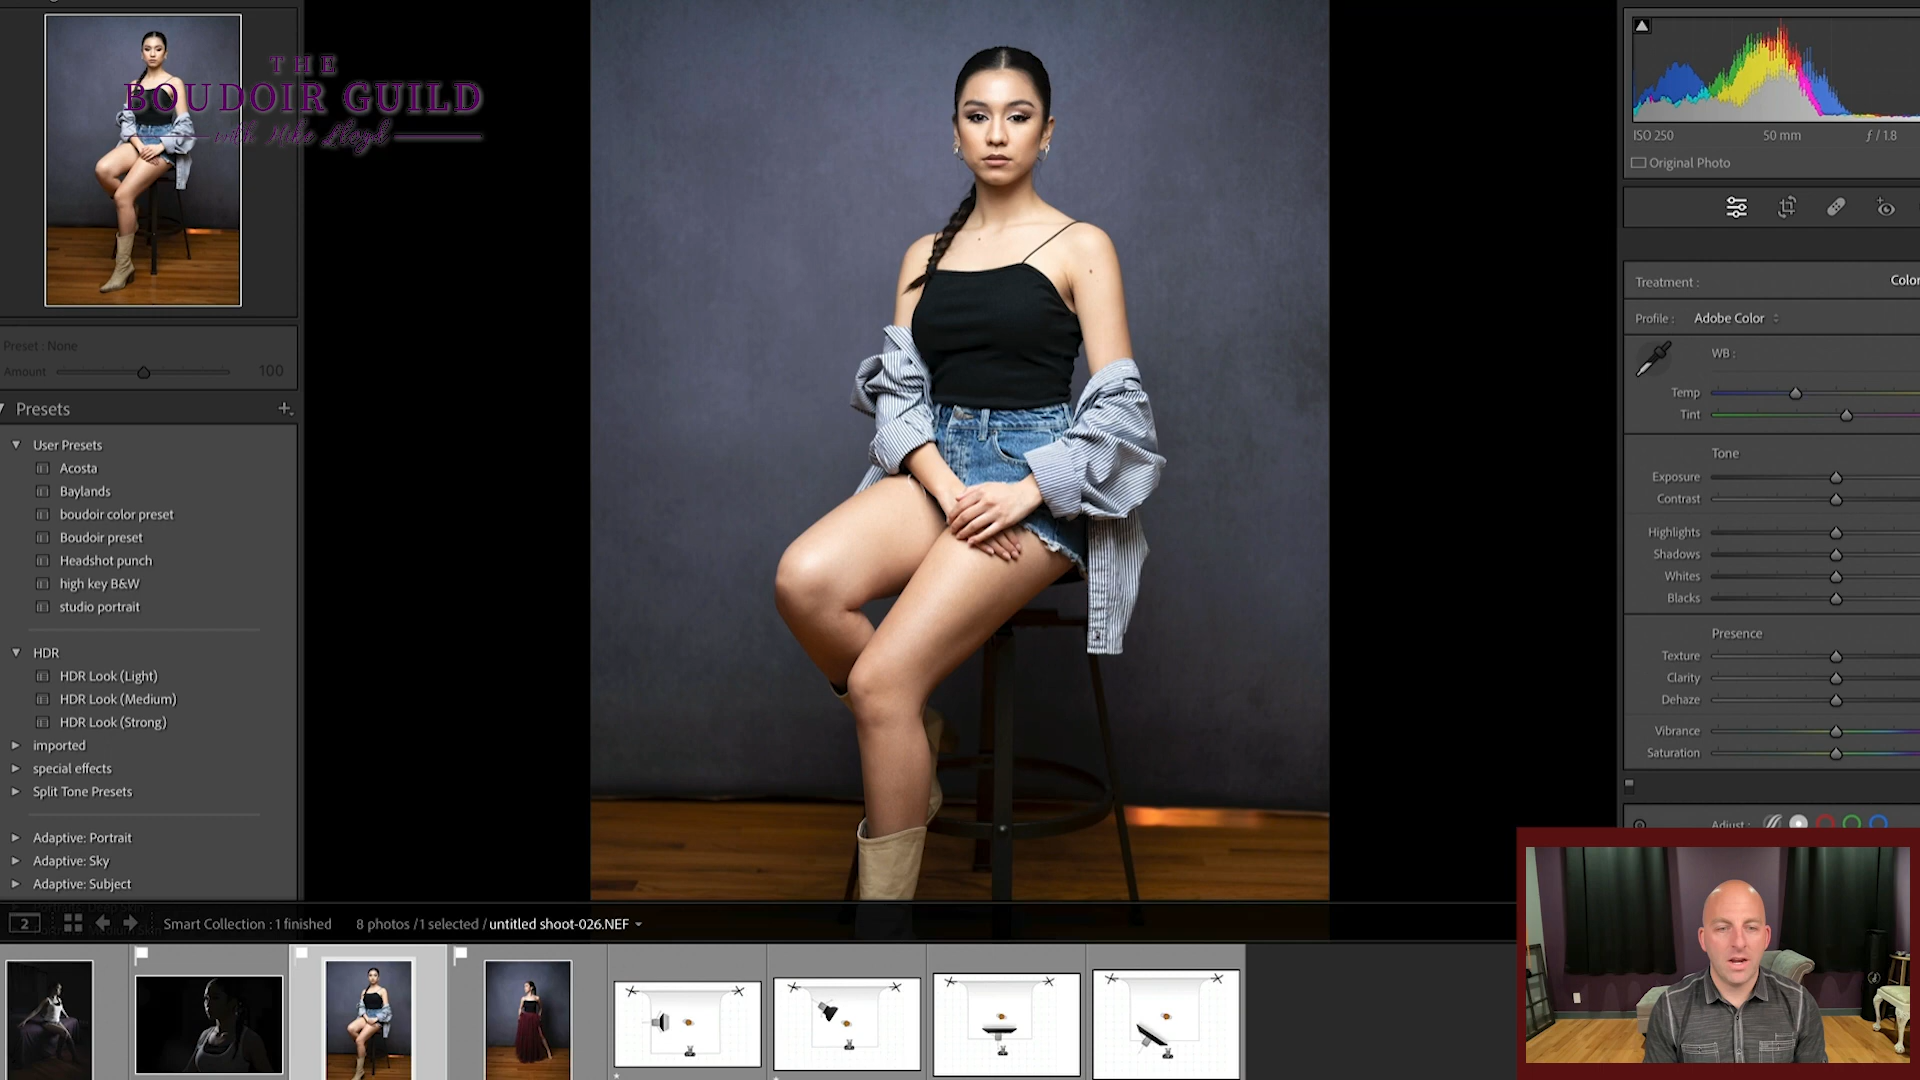 THE
BOUDOIR GUILD
with Mike Lloyd
Preset : None
Amount 100
Presets
User Presets
Acosta
Baylands
boudoir color preset
Boudoir preset
Headshot punch
high key B&W
studio portrait
HDR
HDR Look (Light)
HDR Look (Medium)
HDR Look (Strong)
imported
special effects
Split Tone Presets
Adaptive: Portrait
Adaptive: Sky
Adaptive: Subject
2 Smart Collection : 1 finished 8 photos / 1 selected / untitled shoot-026.NEF
ISO 250 50 mm ƒ / 1.8
Original Photo
Treatment : Color
Profile : Adobe Color
WB :
Temp
Tint
Tone
Exposure
Contrast
Highlights
Shadows
Whites
Blacks
Presence
Texture
Clarity
Dehaze
Vibrance
Saturation
Adjust :